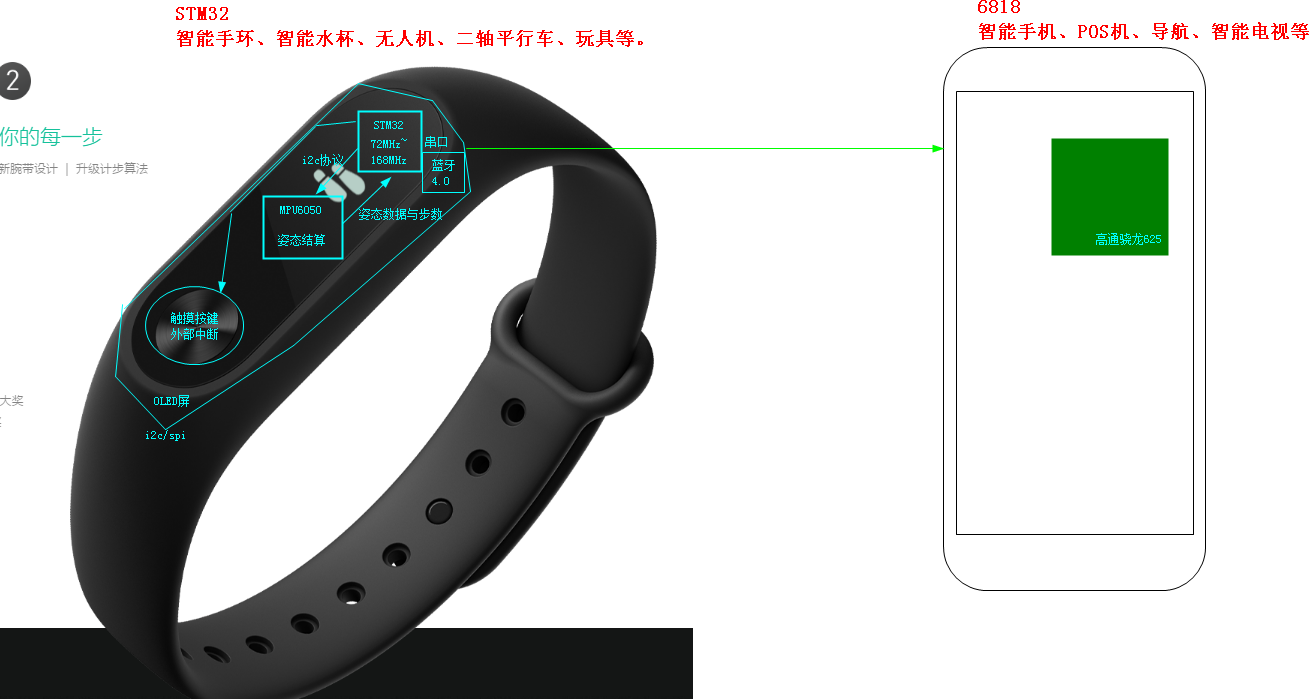 STM32
智能手环、智能水杯、无人机、二轴平行车、玩具等。
6818
智能手机、POS机、导航、智能电视等
2
你的每一步
新腕带设计 | 升级计步算法
STM32
72MHz~
168MHz
串口
i2c协议
蓝牙
4.0
MPU6050
姿态结算
姿态数据与步数
高通骁龙625
触摸按键
外部中断
OLED屏
i2c/spi
大奖